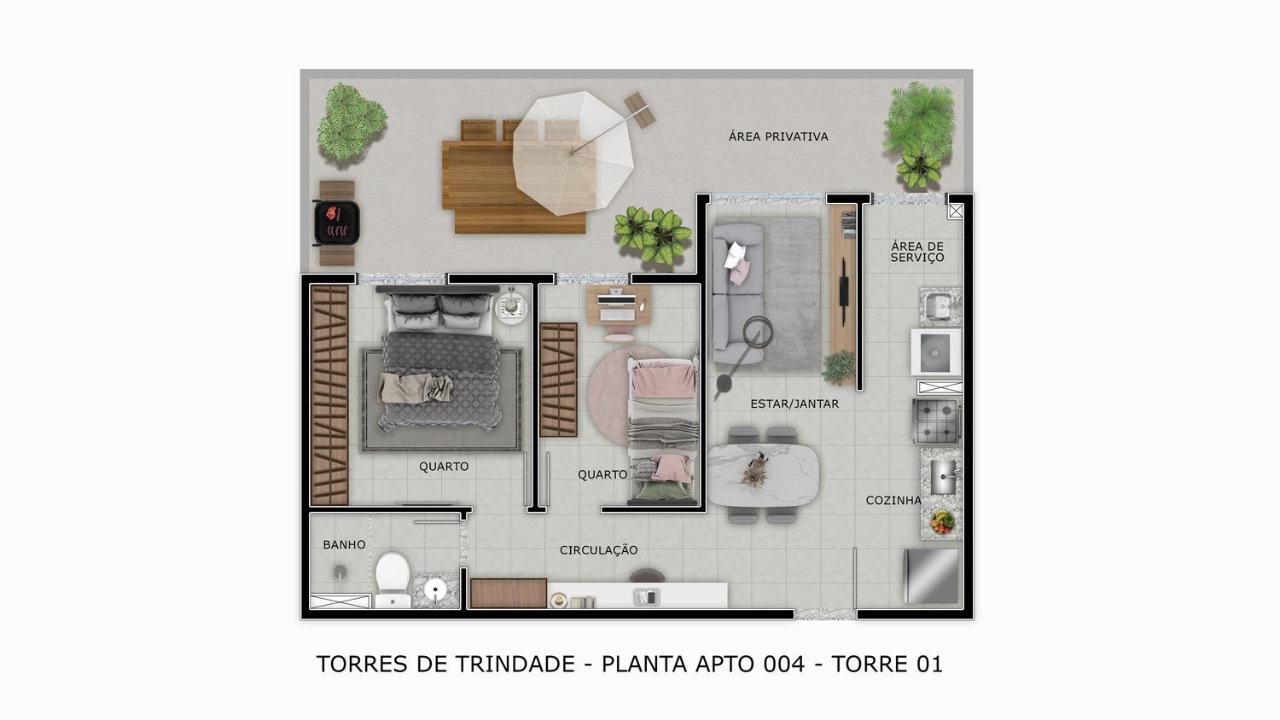 ÁREA PRIVATIVA
ÁREA DE
SERVIÇO
ESTAR/JANTAR
QUARTO
QUARTO
COZINHA
BANHO
CIRCULAÇÃO
TORRES DE TRINDADE - PLANTA APTO 004 - TORRE 01